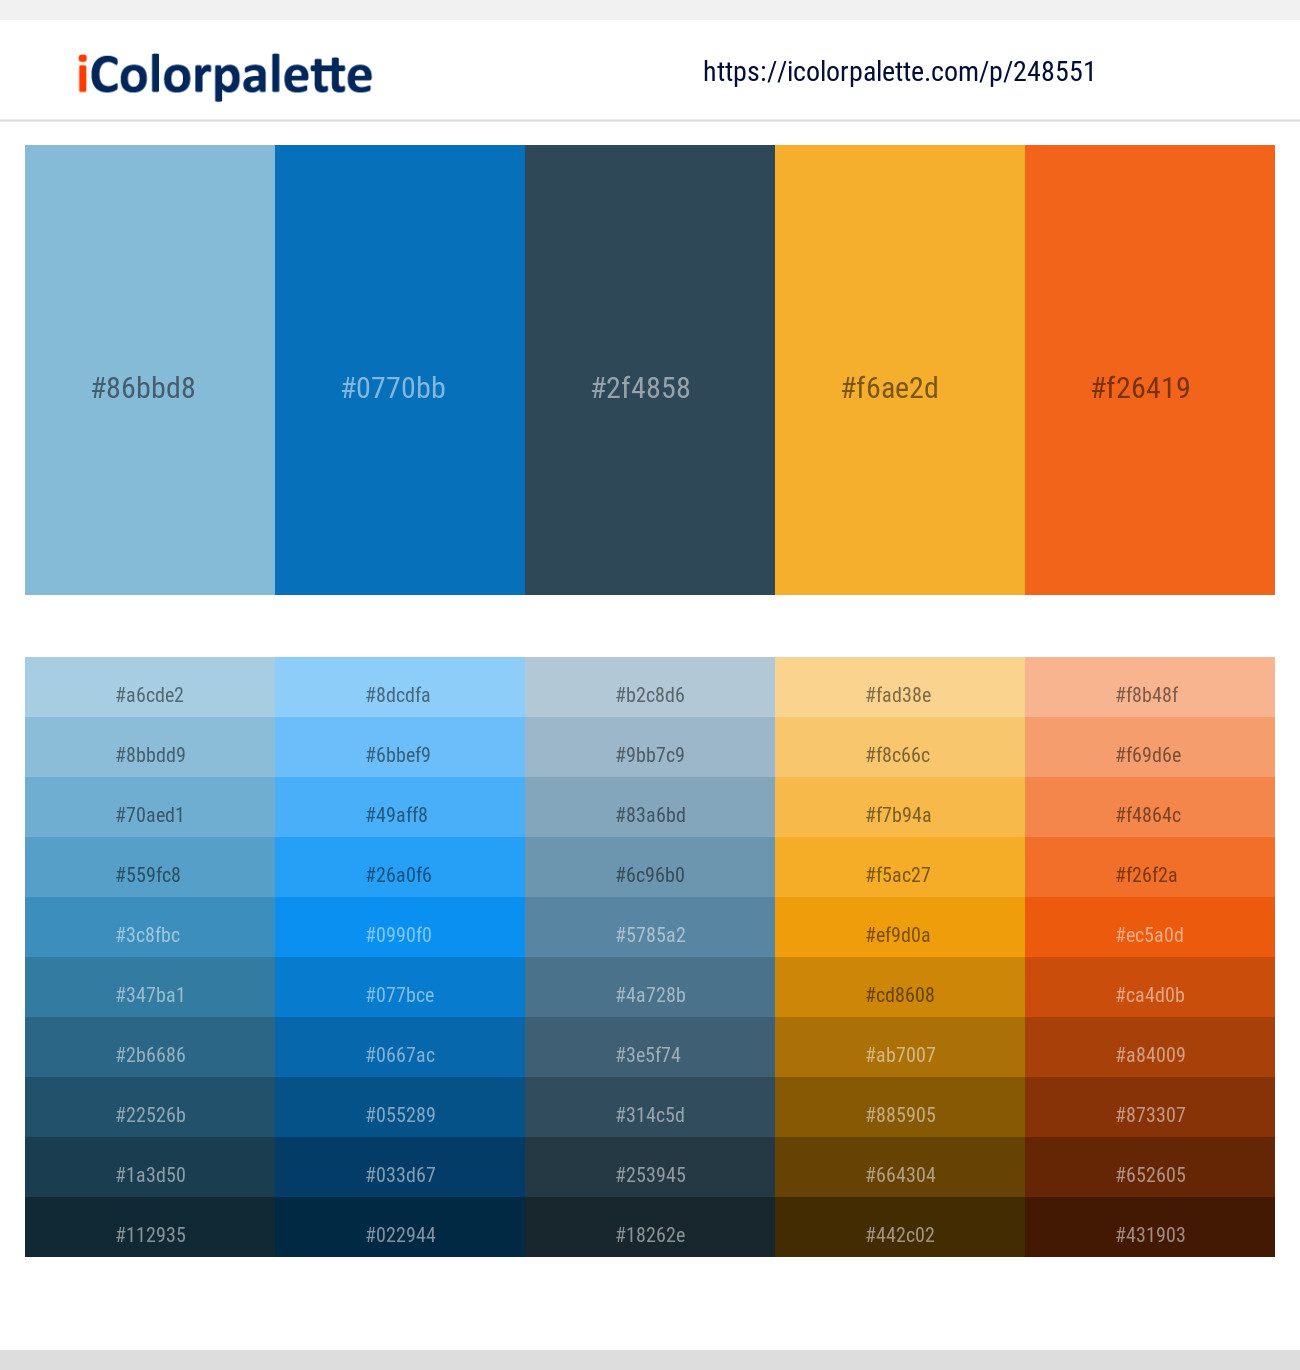 iColorpalette
https://icolorpalette.com/p/248551
#86bbd8 #0770bb #2f4858 #f6ae2d #f26419
#a6cde2 #8dcdfa #b2c8d6 #fad38e #f8b48f
#8bbdd9 #6bbef9 #9bb7c9 #f8c66c #f69d6e
#70aed1 #49aff8 #83a6bd #f7b94a #f4864c
#559fc8 #26a0f6 #6c96b0 #f5ac27 #f26f2a
#3c8fbc #0990f0 #5785a2 #ef9d0a #ec5a0d
#347ba1 #077bce #4a728b #cd8608 #ca4d0b
#2b6686 #0667ac #3e5f74 #ab7007 #a84009
#22526b #055289 #314c5d #885905 #873307
#1a3d50 #033d67 #253945 #664304 #652605
#112935 #022944 #18262e #442c02 #431903